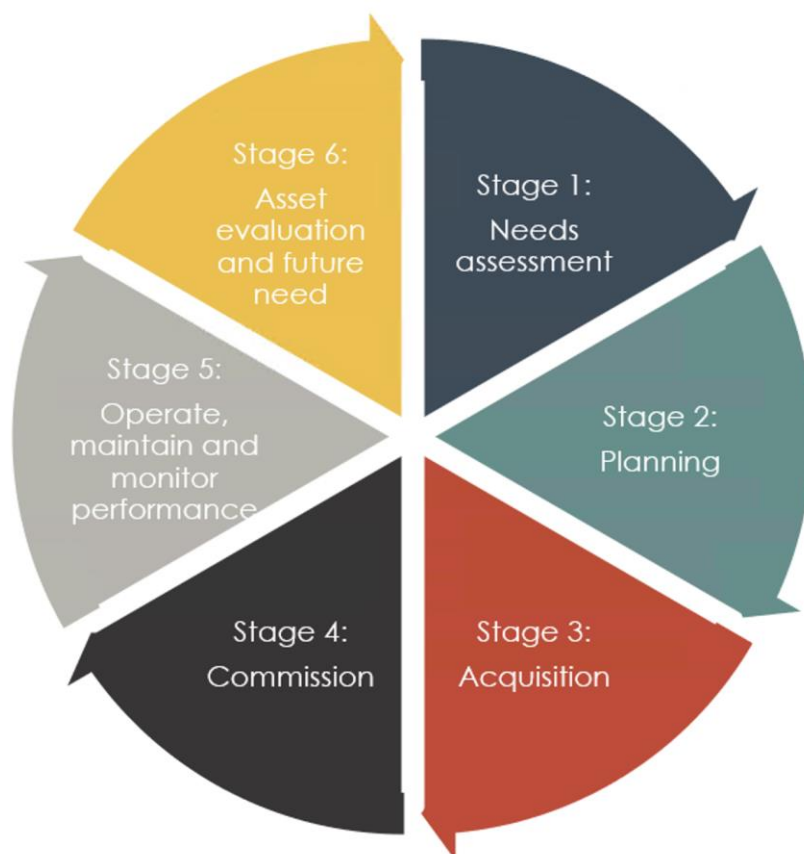 Stage 1:
Needs
assessment
Stage 2:
Planning
Stage 3:
Acquisition
Stage 4:
Commission
Stage 5:
Operate,
maintain and
monitor
performance
Stage 6:
Asset
evaluation
and future
need